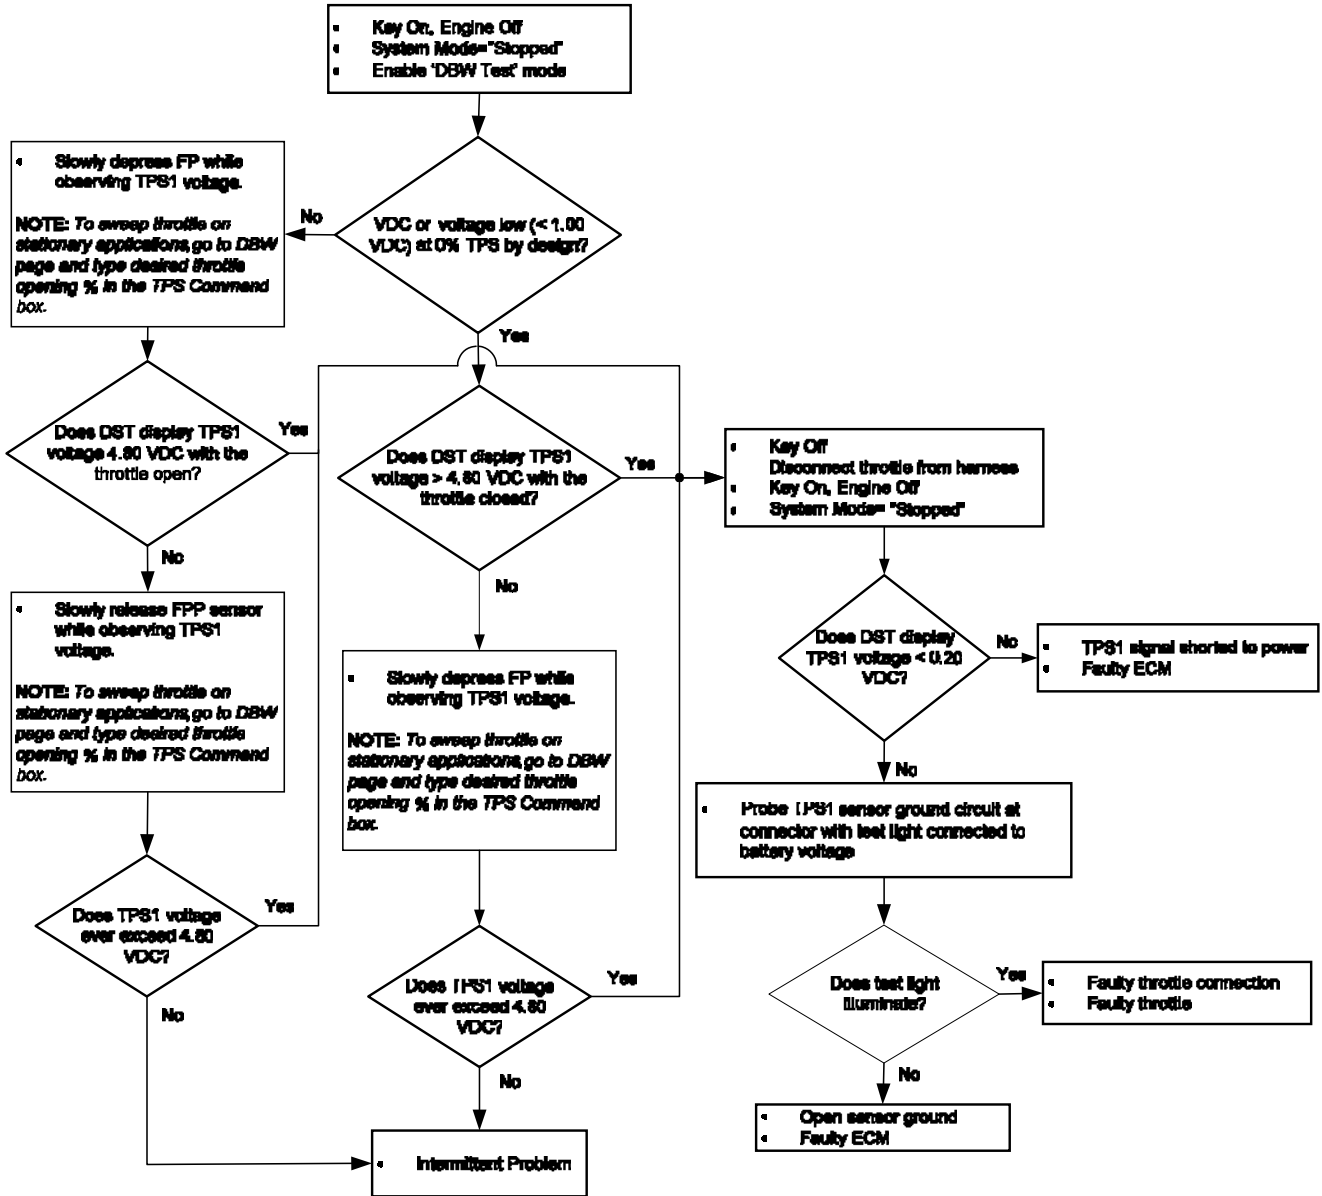 • Key On, Engine Off
• System Mode="Stopped"
• Enable 'DBW Test' mode
VDC or voltage low (< 1.00
VDC) at 0% TPS by design?
No
Yes
• Slowly depress FP while
observing TPS1 voltage.
NOTE: To sweep throttle on
stationary applications, go to DBW
page and type desired throttle
opening % in the TPS Command
box.
Does DST display TPS1
voltage 4.80 VDC with the
throttle open?
Yes
No
• Slowly release FPP sensor
while observing TPS1
voltage.
NOTE: To sweep throttle on
stationary applications, go to DBW
page and type desired throttle
opening % in the TPS Command
box.
Does TPS1 voltage
ever exceed 4.80
VDC?
Yes
No
Does DST display TPS1
voltage > 4.80 VDC with the
throttle closed?
Yes
No
• Slowly depress FP while
observing TPS1 voltage.
NOTE: To sweep throttle on
stationary applications, go to DBW
page and type desired throttle
opening % in the TPS Command
box.
Does TPS1 voltage
ever exceed 4.80
VDC?
Yes
No
• Intermittent Problem
• Key Off
Disconnect throttle from harness
• Key On, Engine Off
• System Mode= "Stopped"
Does DST display
TPS1 voltage < 0.20
VDC?
No
• TPS1 signal shorted to power
• Faulty ECM
No
• Probe TPS1 sensor ground circuit at
connector with test light connected to
battery voltage
Does test light
illuminate?
Yes
• Faulty throttle connection
• Faulty throttle
No
• Open sensor ground
• Faulty ECM